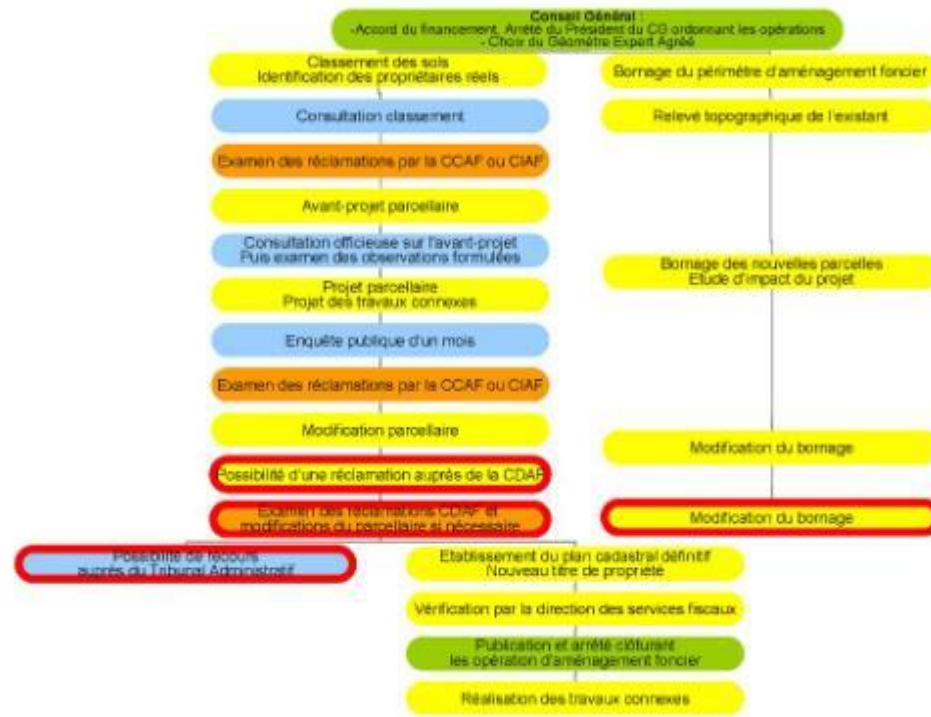 Conseil Général :
-Accord du financement, Arrêté du Président du CG ordonnant les opérations
- Choix du Géomètre Expert Agréé
Classement des sols
Identification des propriétaires réels
Bornage du périmètre d'aménagement foncier
Consultation classement
Relevé topographique de l'existant
Examen des réclamations par la CCAF ou CIAF
Avant-projet parcellaire
Consultation officieuse sur l'avant-projet
Puis examen des observations formulées
Bornage des nouvelles parcelles
Etude d'impact du projet
Projet parcellaire
Projet des travaux connexes
Enquête publique d'un mois
Examen des réclamations par la CCAF ou CIAF
Modification parcellaire
Modification du bornage
Possibilité d'une réclamation auprès de la CDAF
Examen des réclamations CDAF et
modifications du parcellaire si nécessaire
Modification du bornage
Possibilité de recours
auprès du Tribunal Administratif
Etablissement du plan cadastral définitif
Nouveau titre de propriété
Vérification par la direction des services fiscaux
Publication et arrêté clôturant
les opération d'aménagement foncier
Réalisation des travaux connexes